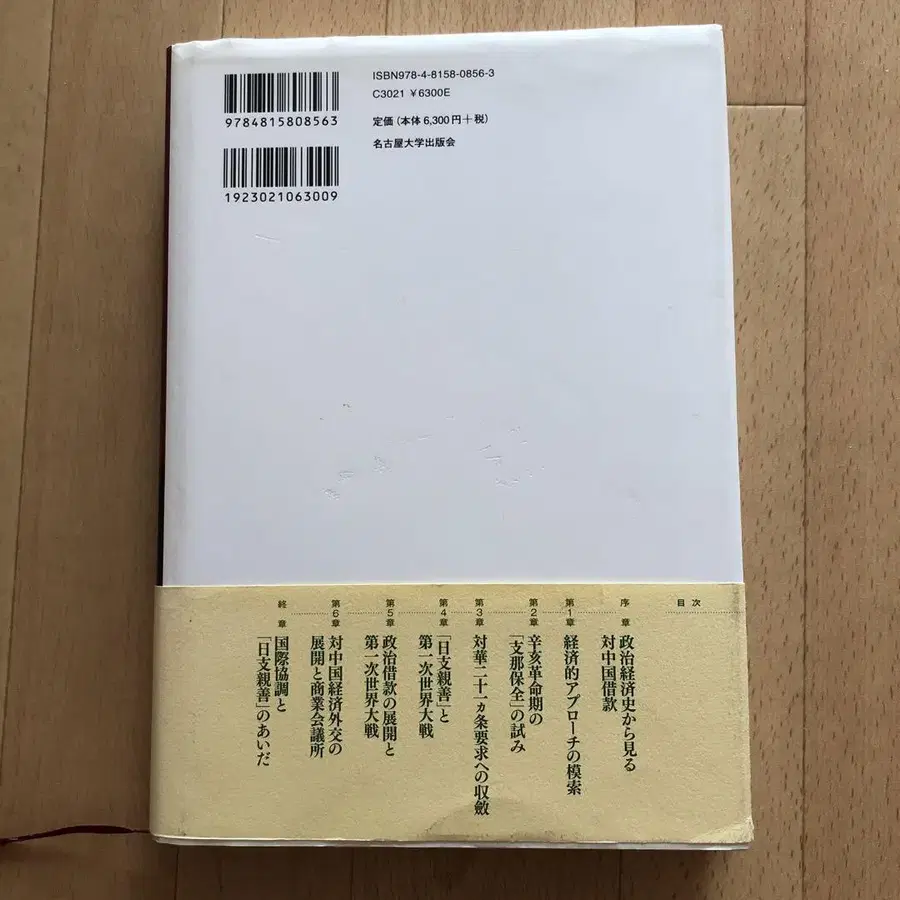 ISBN978-4-8158-0856-3
C3021 ¥6300E
定価(本体6,300円+税)
名古屋大学出版会
9784815808563
1923021063009
目次
序章
政治経済史から見る
対中国借款
第1章
経済的アプローチの模索
第2章
辛亥革命期の
「支那保全」の試み
第3章
対華二十一ヵ条要求への収斂
第4章
「日支親善」と
第一次世界大戦
第5章
政治借款の展開と
第一次世界大戦
第6章
対中国経済外交の
展開と商業会議所
終章
国際協調と
「日支親善」のあいだ